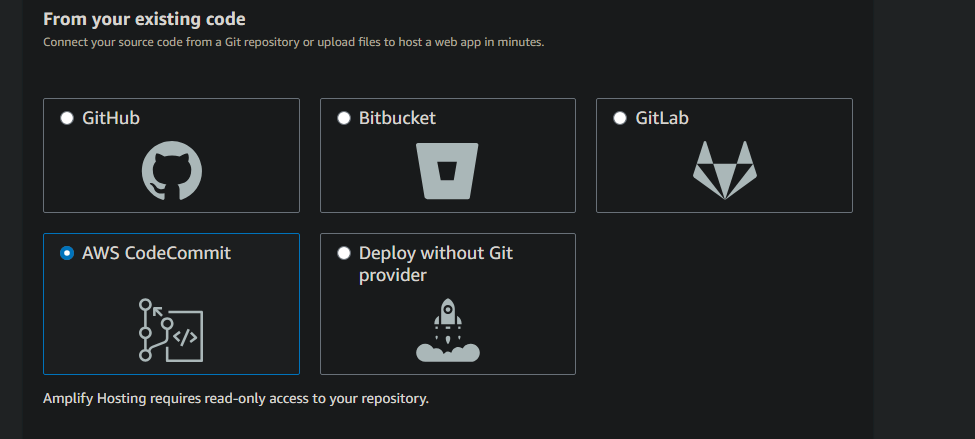 From your existing code
Connect your source code from a Git repository or upload files to host a web app in minutes.
GitHub
Bitbucket
GitLab
AWS CodeCommit
Deploy without Git
provider
</>
Amplify Hosting requires read-only access to your repository.